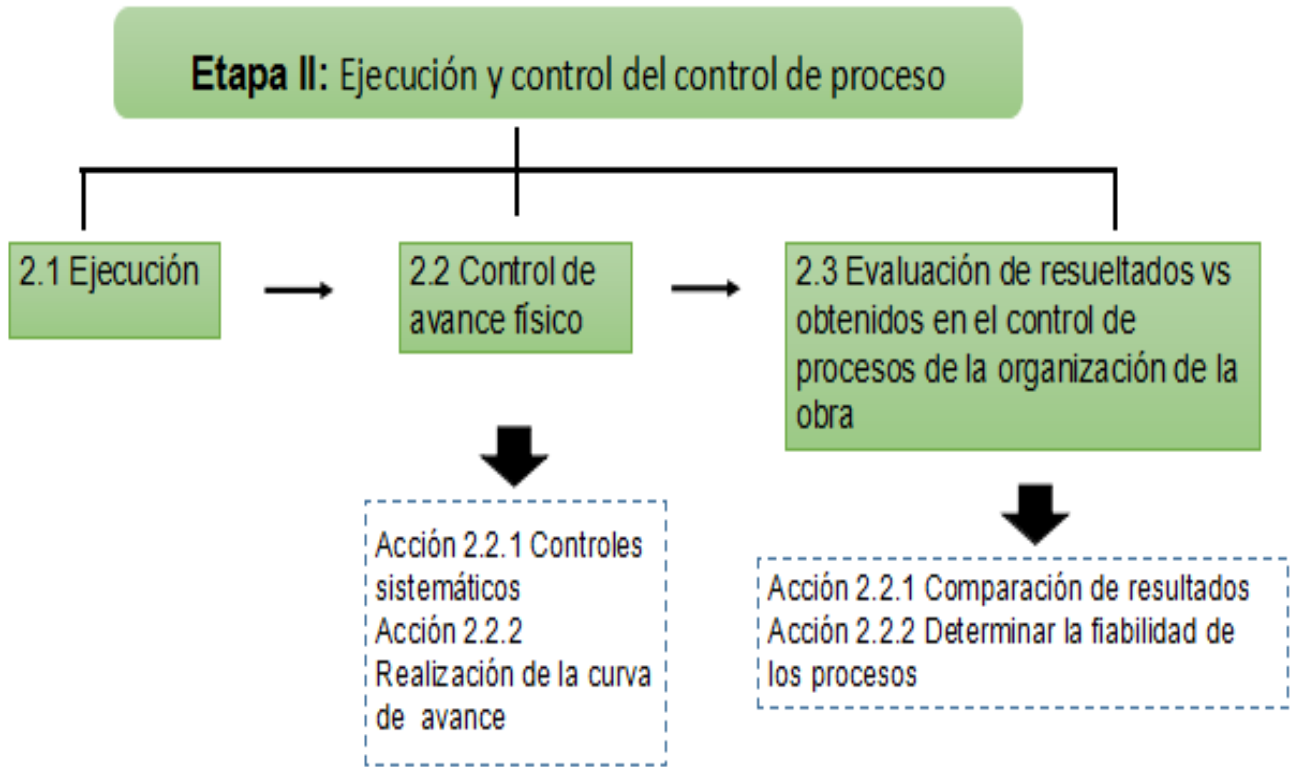 Etapa II: Ejecución y control del control de proceso
2.1 Ejecución
2.2 Control de
avance físico
2.3 Evaluación de resueltados vs
obtenidos en el control de
procesos de la organización de la
obra
Acción 2.2.1 Controles
sistemáticos
Acción 2.2.2
Realización de la curva
de avance
Acción 2.2.1 Comparación de resultados
Acción 2.2.2 Determinar la fiabilidad de
los procesos